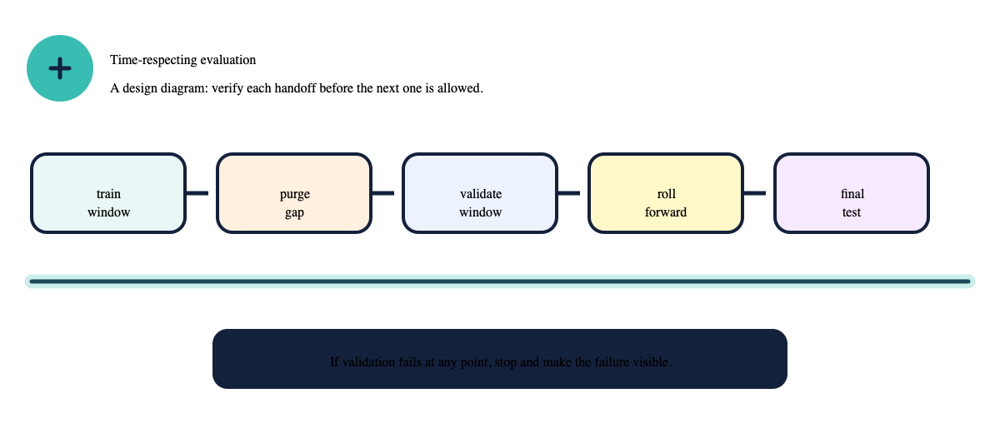 Time-respecting evaluation
A design diagram: verify each handoff before the next one is allowed.
train
window
purge
gap
validate
window
roll
forward
final
test
If validation fails at any point, stop and make the failure visible.